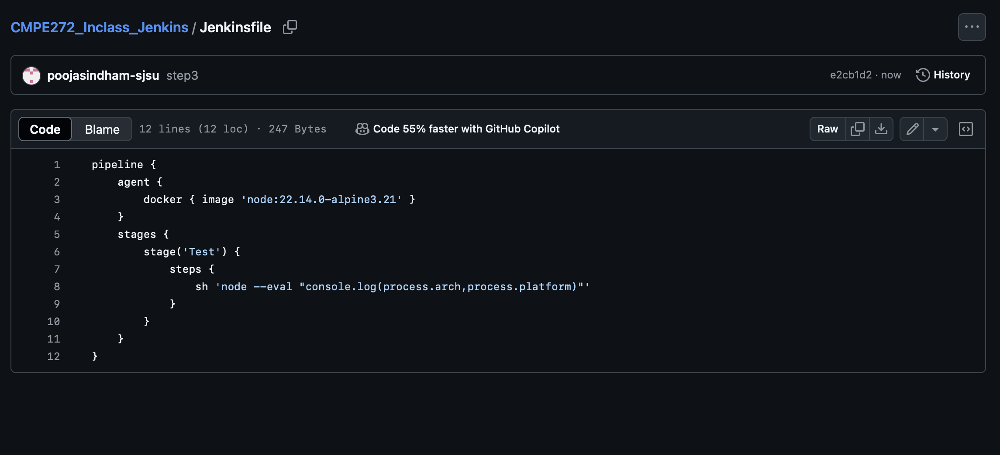 CMPE272_Inclass_Jenkins / Jenkinsfile
poojasindham-sjsu step3 e2cb1d2 · now History
Code Blame 12 lines (12 loc) · 247 Bytes Code 55% faster with GitHub Copilot Raw
1 pipeline {
2     agent {
3         docker { image 'node:22.14.0-alpine3.21' }
4     }
5     stages {
6         stage('Test') {
7             steps {
8                 sh 'node --eval "console.log(process.arch,process.platform)"'
9             }
10         }
11     }
12 }